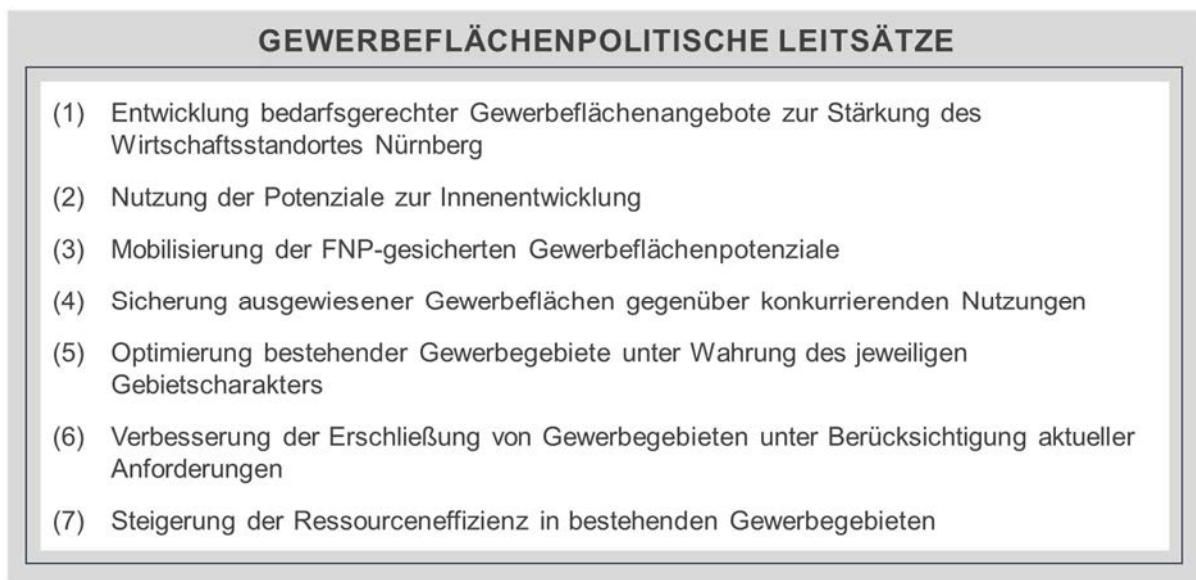 GEWERBEFLÄCHENPOLITISCHE LEITSÄTZE
(1) Entwicklung bedarfsgerechter Gewerbeflächenangebote zur Stärkung des
Wirtschaftsstandortes Nürnberg
(2) Nutzung der Potenziale zur Innenentwicklung
(3) Mobilisierung der FNP-gesicherten Gewerbeflächenpotenziale
(4) Sicherung ausgewiesener Gewerbeflächen gegenüber konkurrierenden Nutzungen
(5) Optimierung bestehender Gewerbegebiete unter Wahrung des jeweiligen
Gebietscharakters
(6) Verbesserung der Erschließung von Gewerbegebieten unter Berücksichtigung aktueller
Anforderungen
(7) Steigerung der Ressourceneffizienz in bestehenden Gewerbegebieten